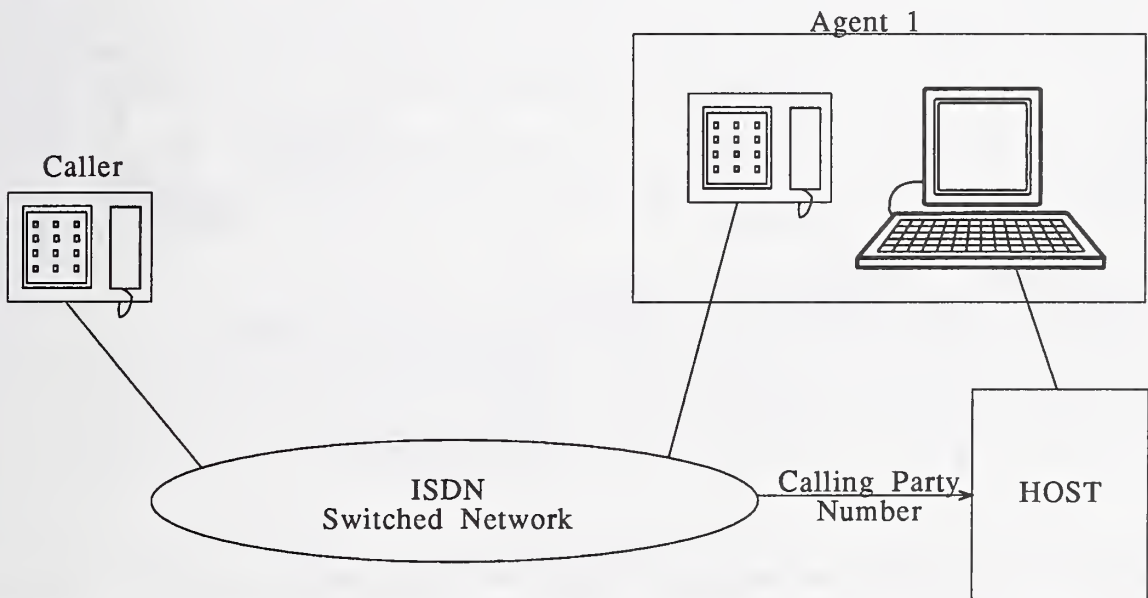 Agent 1
Caller
ISDN
Switched Network
Calling Party
Number
HOST